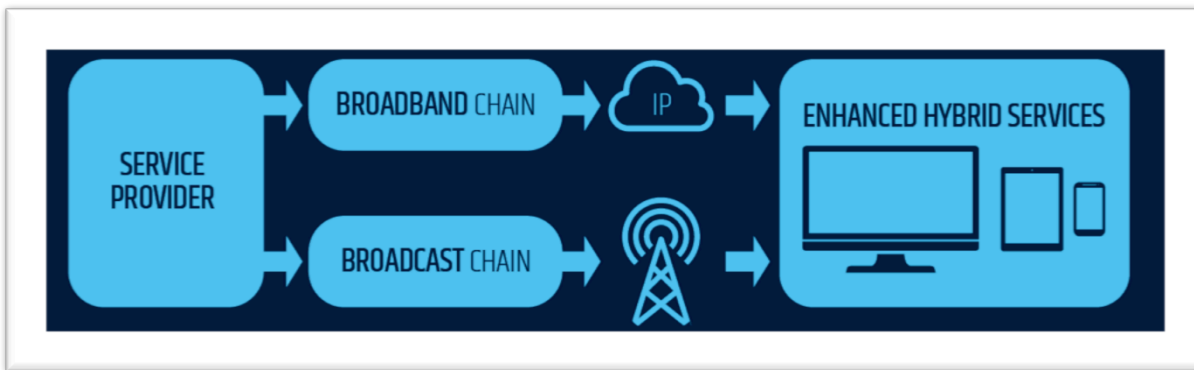 SERVICE
PROVIDER
BROADBAND CHAIN
IP
BROADCAST CHAIN
ENHANCED HYBRID SERVICES